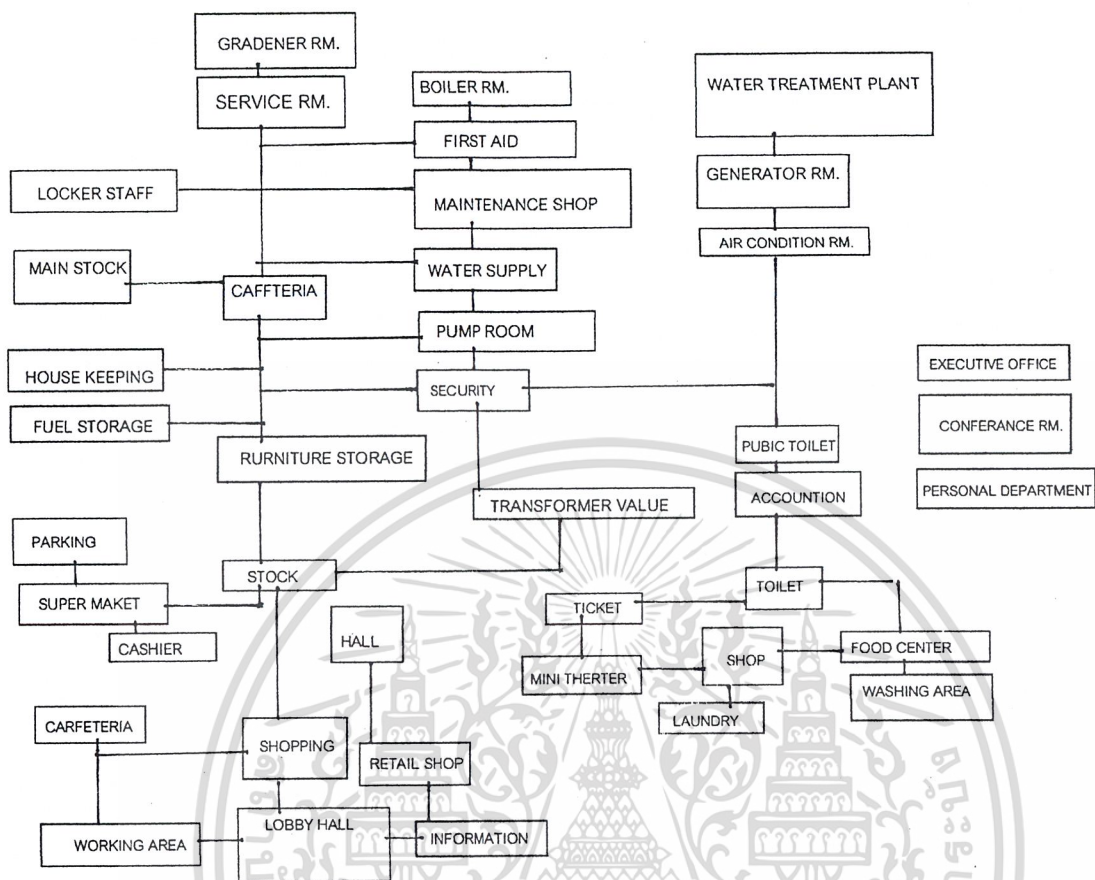 GRADENER RM.
SERVICE RM.
BOILER RM.
WATER TREATMENT PLANT
FIRST AID
LOCKER STAFF
MAINTENANCE SHOP
GENERATOR RM.
AIR CONDITION RM.
MAIN STOCK
WATER SUPPLY
CAFFTERIA
PUMP ROOM
HOUSE KEEPING
SECURITY
EXECUTIVE OFFICE
FUEL STORAGE
CONFERANCE RM.
PUBIC TOILET
RURNITURE STORAGE
PERSONAL DEPARTMENT
ACCOUNTION
TRANSFORMER VALUE
PARKING
STOCK
TOILET
SUPER MAKET
TICKET
CASHIER
HALL
SHOP
FOOD CENTER
MINI THERTER
WASHING AREA
LAUNDRY
CARFETERIA
SHOPPING
RETAIL SHOP
LOBBY HALL
WORKING AREA
INFORMATION